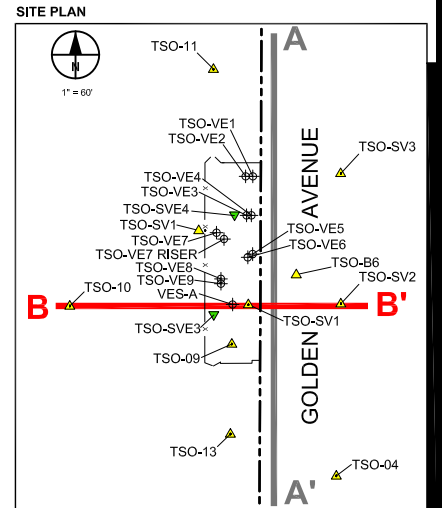 SITE PLAN
A
TSO-11
N
1" = 60'
TSO-VE1
TSO-VE2
AVENUE
TSO-SV3
TSO-VE4
TSO-VE3
TSO-SVE4
TSO-SV1
TSO-VE5
TSO-VE7
TSO-VE6
TSO-VE7 RISER
TSO-B6
TSO-VE8
TSO-VE9
TSO-SV2
TSO-10
VES-A
B
B'
TSO-SV1
TSO-SVE3
TSO-09
GOLDEN
TSO-13
TSO-04
A'